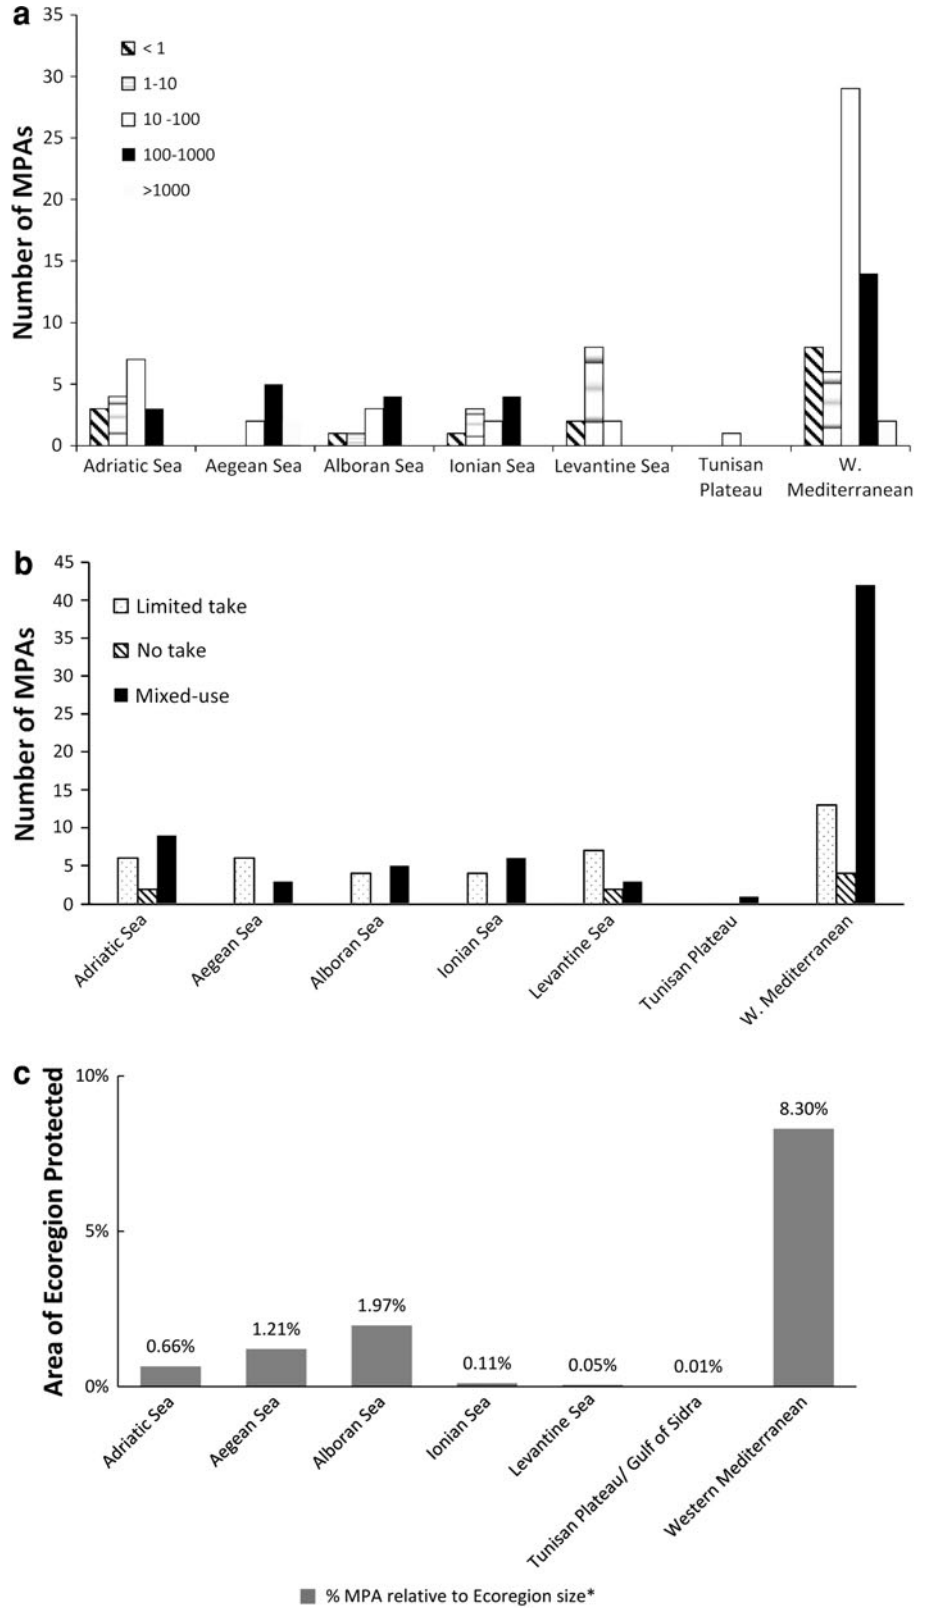 a
35
30
25
20
15
10
5
0
Number of MPAs
< 1
1-10
10 -100
100-1000
>1000
Adriatic Sea
Aegean Sea
Alboran Sea
Ionian Sea
Levantine Sea
Tunisan
Plateau
W.
Mediterranean
b
45
40
35
30
25
20
15
10
5
0
Number of MPAs
Limited take
No take
Mixed-use
Adriatic Sea
Aegean Sea
Alboran Sea
Ionian Sea
Levantine Sea
Tunisan Plateau
W. Mediterranean
c
10%
5%
0%
Area of Ecoregion Protected
0.66%
1.21%
1.97%
0.11%
0.05%
0.01%
8.30%
Adriatic Sea
Aegean Sea
Alboran Sea
Ionian Sea
Levantine Sea
Tunisan Plateau/ Gulf of Sidra
Western Mediterranean
% MPA relative to Ecoregion size*